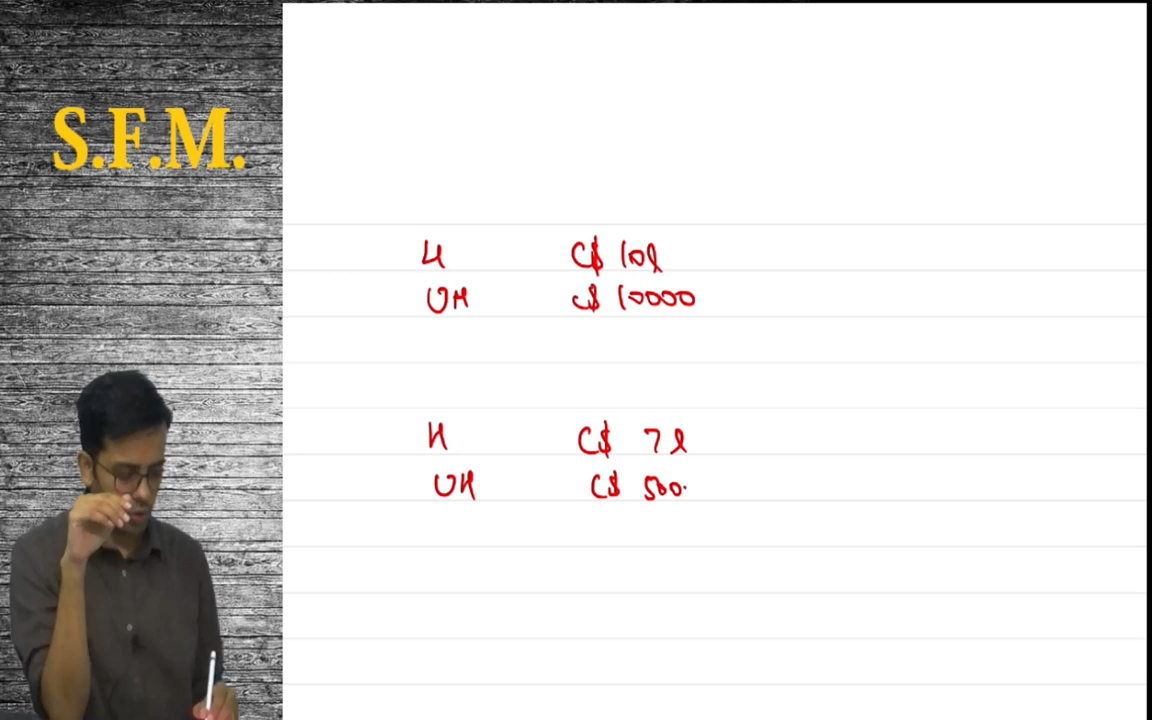 S.F.M.
H C$ 10l
UH C$ 10000
H C$ 7l
UH C$ 500.